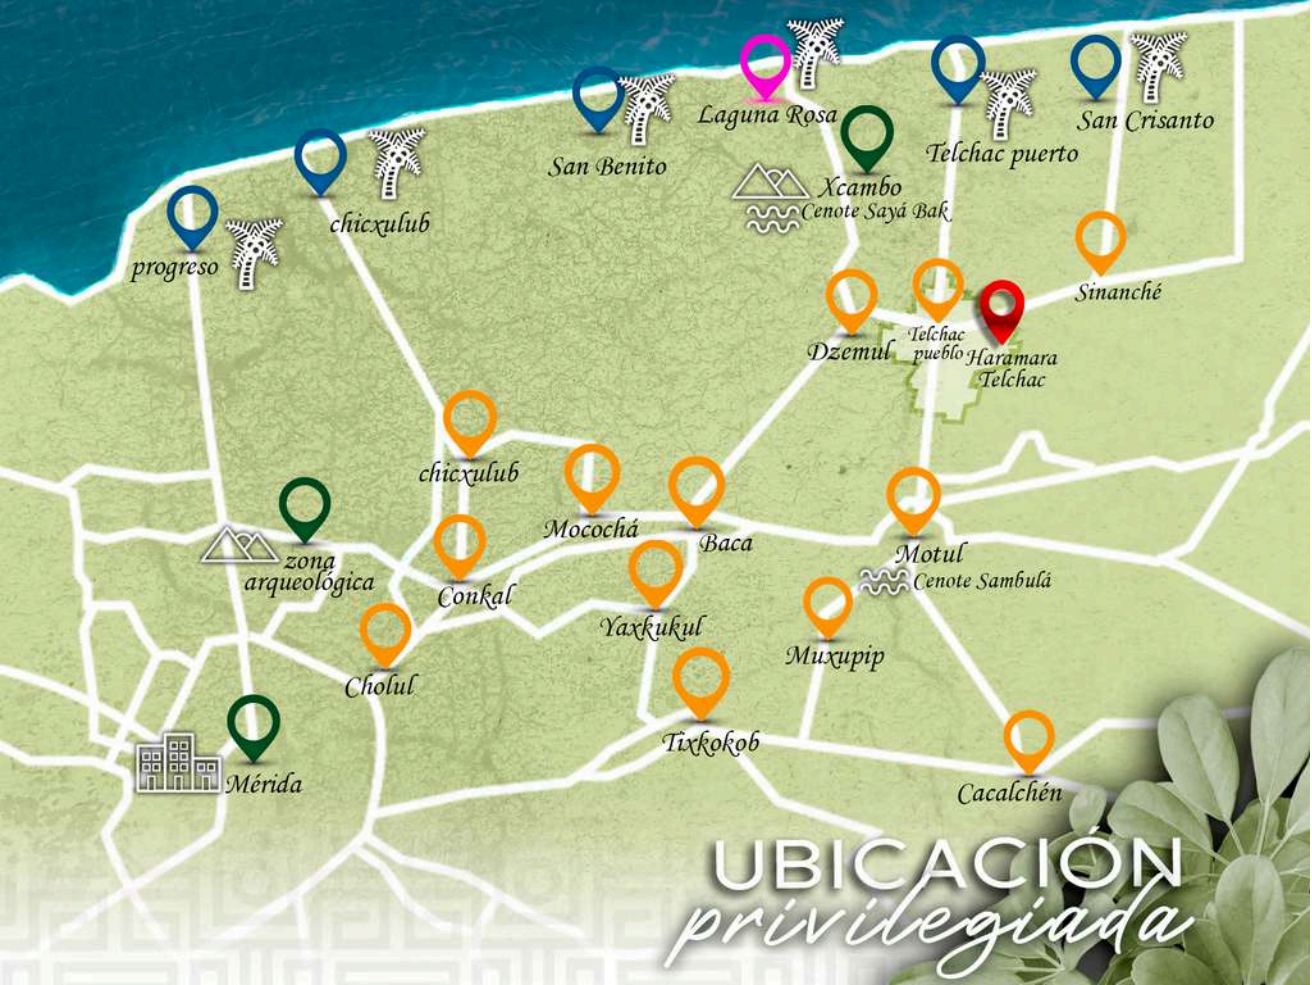 Laguna Rosa
San Crisanto
Telchac puerto
San Benito
Xcambo
Cenote Sayá Bak
chicxulub
progreso
Sinanché
Telchac
pueblo
Haramara
Telchac
Dzemul
chicxulub
Mocochá
Baca
Motul
Cenote Sambulá
zona
arqueológica
Conkal
Yaxkukul
Muxupip
Cholul
Tixkokob
Mérida
Cacalchén
UBICACIÓN
privilegiada